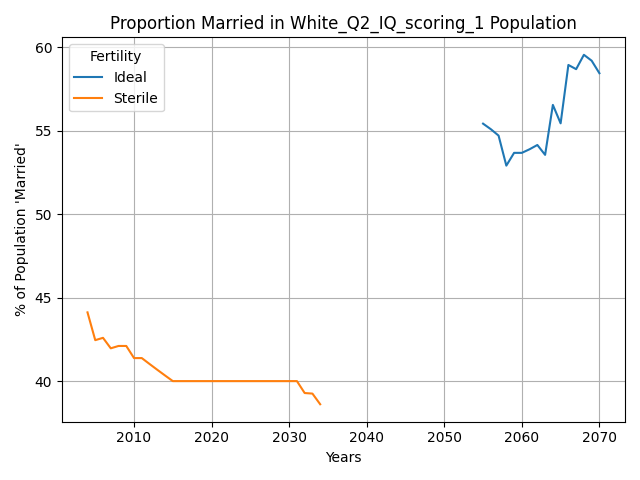 Proportion Married in White_Q2_IQ_scoring_1 Population
Fertility
Ideal
Sterile
% of Population 'Married'
60
55
50
45
40
2010 2020 2030 2040 2050 2060 2070
Years